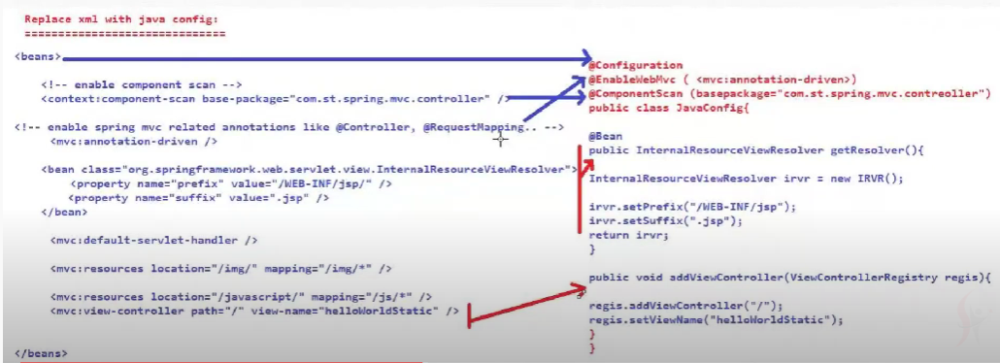 Replace xml with java config:
==============================
<beans>
<!-- enable component scan -->
<context:component-scan base-package="com.st.spring.mvc.controller" />
<!-- enable spring mvc related annotations like @Controller, @RequestMapping.. -->
<mvc:annotation-driven />
<bean class="org.springframework.web.servlet.view.InternalResourceViewResolver">
<property name="prefix" value="/WEB-INF/jsp/" />
<property name="suffix" value=".jsp" />
</bean>
<mvc:default-servlet-handler />
<mvc:resources location="/img/" mapping="/img/*" />
<mvc:resources location="/javascript/" mapping="/js/*" />
<mvc:view-controller path="/" view-name="helloWorldStatic" />
</beans>
@Configuration
@EnableWebMvc ( <mvc:annotation-driven>)
@ComponentScan (basepackage="com.st.spring.mvc.contreoller")
public class JavaConfig{
@Bean
public InternalResourceViewResolver getResolver(){
InternalResourceViewResolver irvr = new IRVR();
irvr.setPrefix("/WEB-INF/jsp");
irvr.setSuffix(".jsp");
return irvr;
}
public void addViewController(ViewControllerRegistry regis){
regis.addViewController("/");
regis.setViewName("helloWorldStatic");
}
}